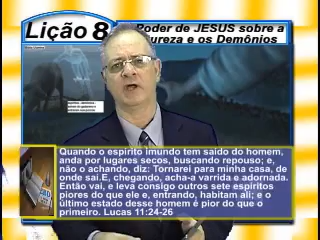 Lição 8
Poder de JESUS sobre a
ureza e os Demônios
Quando o espírito imundo tem saído do homem,
anda por lugares secos, buscando repouso; e,
não o achando, diz: Tornarei para minha casa, de
onde saí.E, chegando, acha-a varrida e adornada.
Então vai, e leva consigo outros sete espíritos
piores do que ele e, entrando, habitam ali; e o
último estado desse homem é pior do que o
primeiro. Lucas 11:24-26